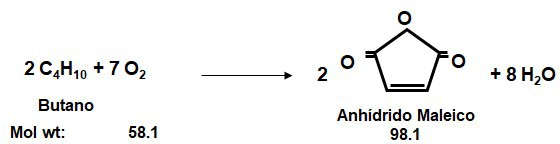 2 C₄H₁₀ + 7 O₂ 2 O O O + 8 H₂O
Butano
Anhídrido Maleico
Mol wt: 58.1 98.1